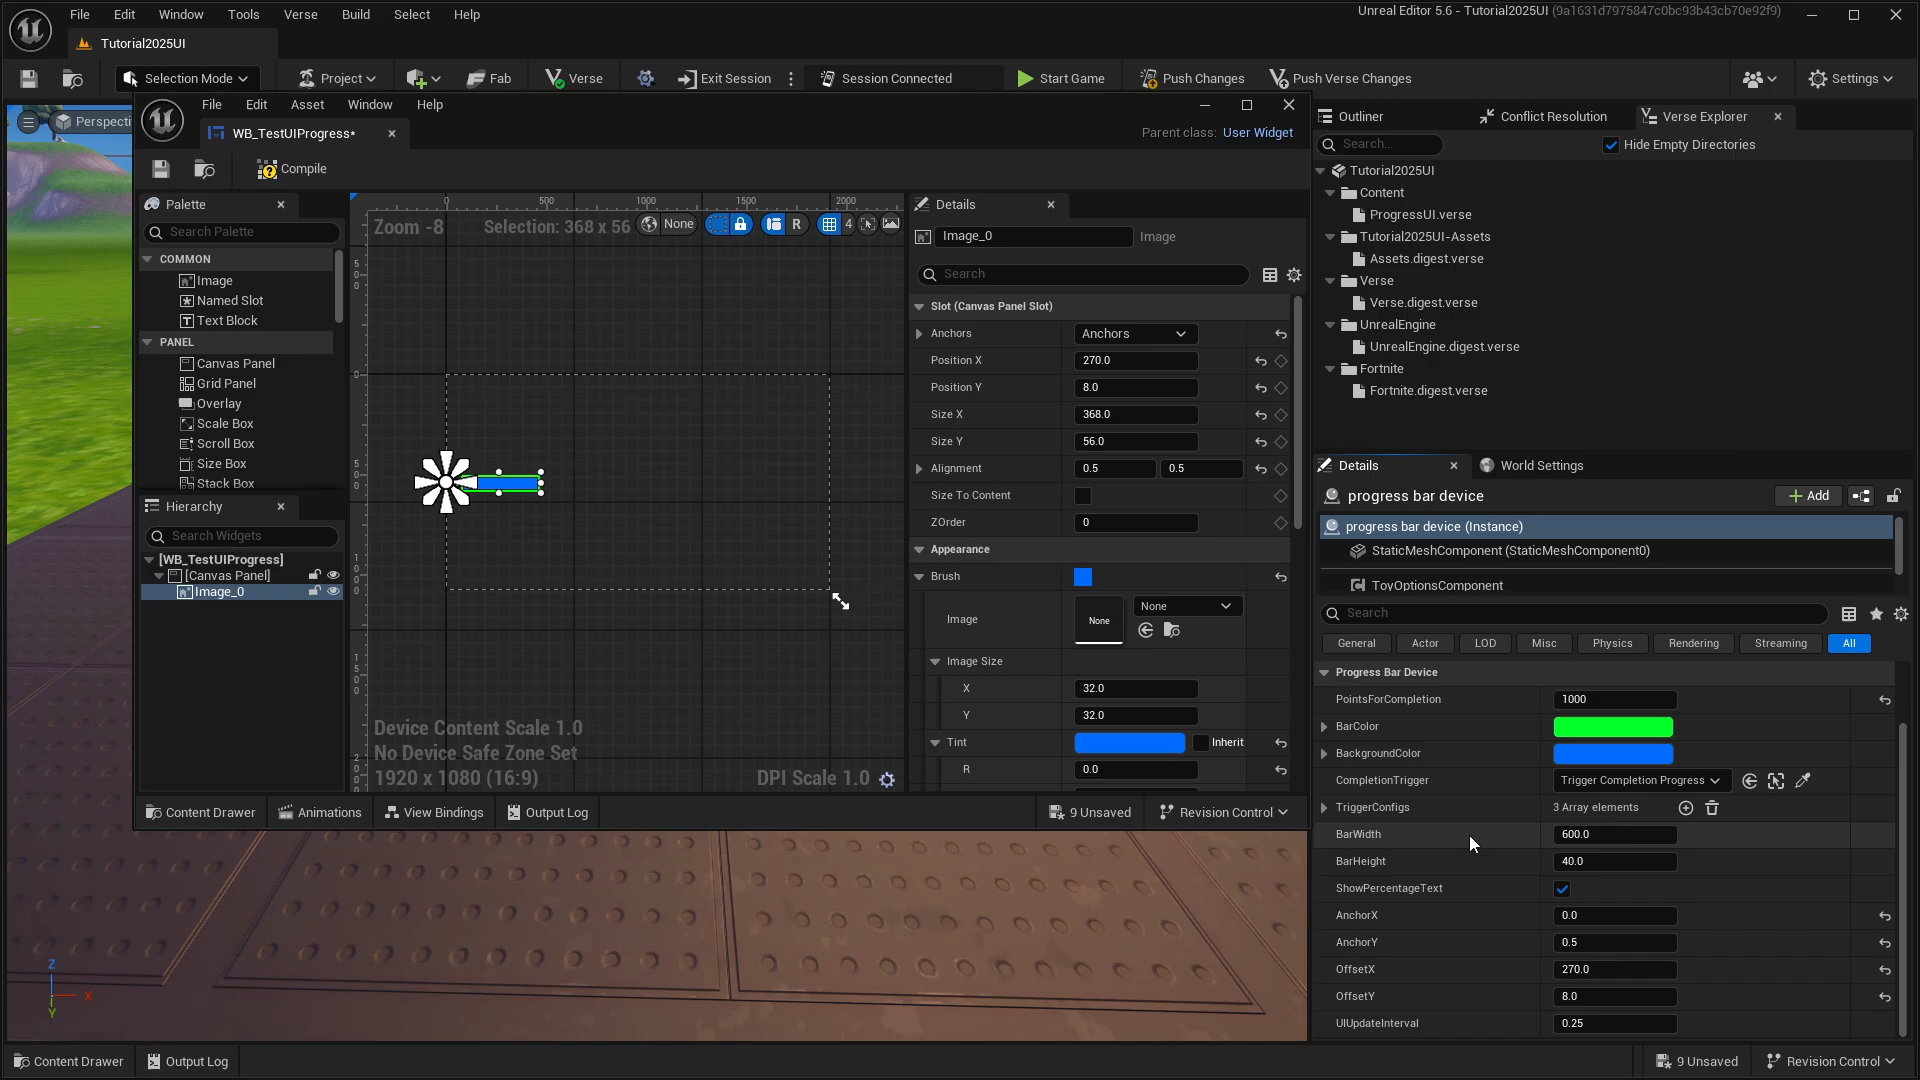 File Edit Window Tools Verse Build Select Help
Unreal Editor 5.6 - Tutorial2025UI (9a1631d7975847c0bc93b43cb70e92f9)
Tutorial2025UI
Selection Mode
Project
Fab
Verse
Exit Session
Session Connected
Start Game
Push Changes
Push Verse Changes
Settings
Perspecti
File Edit Asset Window Help
WB_TestUIProgress*
Parent class: User Widget
Compile
Palette
Search Palette
COMMON
Image
Named Slot
Text Block
PANEL
Canvas Panel
Grid Panel
Overlay
Scale Box
Scroll Box
Size Box
Stack Box
Hierarchy
Search Widgets
[WB_TestUIProgress]
[Canvas Panel]
Image_0
0 500 1000 1500 2000
Zoom -8
Selection: 368 x 56
None
R
4
Device Content Scale 1.0
No Device Safe Zone Set
1920 x 1080 (16:9)
DPI Scale 1.0
Details
Image_0 Image
Search
Slot (Canvas Panel Slot)
Anchors Anchors
Position X 270.0
Position Y 8.0
Size X 368.0
Size Y 56.0
Alignment 0.5 0.5
Size To Content
ZOrder 0
Appearance
Brush
Image None None
Image Size
X 32.0
Y 32.0
Tint Inherit
R 0.0
Content Drawer
Animations
View Bindings
Output Log
9 Unsaved
Revision Control
Outliner
Conflict Resolution
Verse Explorer
Search...
Hide Empty Directories
Tutorial2025UI
Content
ProgressUI.verse
Tutorial2025UI-Assets
Assets.digest.verse
Verse
Verse.digest.verse
UnrealEngine
UnrealEngine.digest.verse
Fortnite
Fortnite.digest.verse
Details
World Settings
progress bar device
Add
progress bar device (Instance)
StaticMeshComponent (StaticMeshComponent0)
ToyOptionsComponent
Search
General Actor LOD Misc Physics Rendering Streaming All
Progress Bar Device
PointsForCompletion 1000
BarColor
BackgroundColor
CompletionTrigger Trigger Completion Progress
TriggerConfigs 3 Array elements
BarWidth 600.0
BarHeight 40.0
ShowPercentageText
AnchorX 0.0
AnchorY 0.5
OffsetX 270.0
OffsetY 8.0
UIUpdateInterval 0.25
Z
X
Y
Content Drawer
Output Log
9 Unsaved
Revision Control